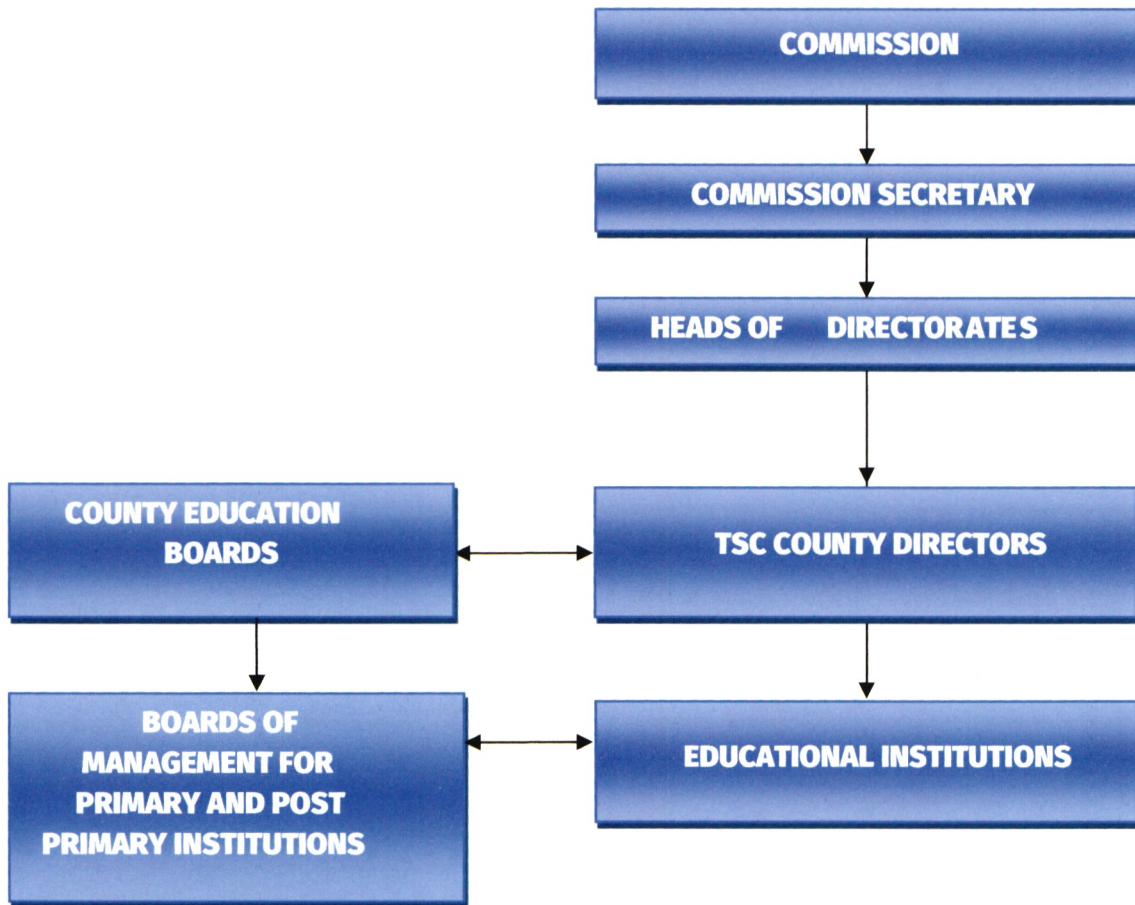 COMMISSION
COMMISSION SECRETARY
HEADS OF DIRECTORATES
COUNTY EDUCATION
BOARDS
TSC COUNTY DIRECTORS
BOARDS OF
MANAGEMENT FOR
PRIMARY AND POST
PRIMARY INSTITUTIONS
EDUCATIONAL INSTITUTIONS